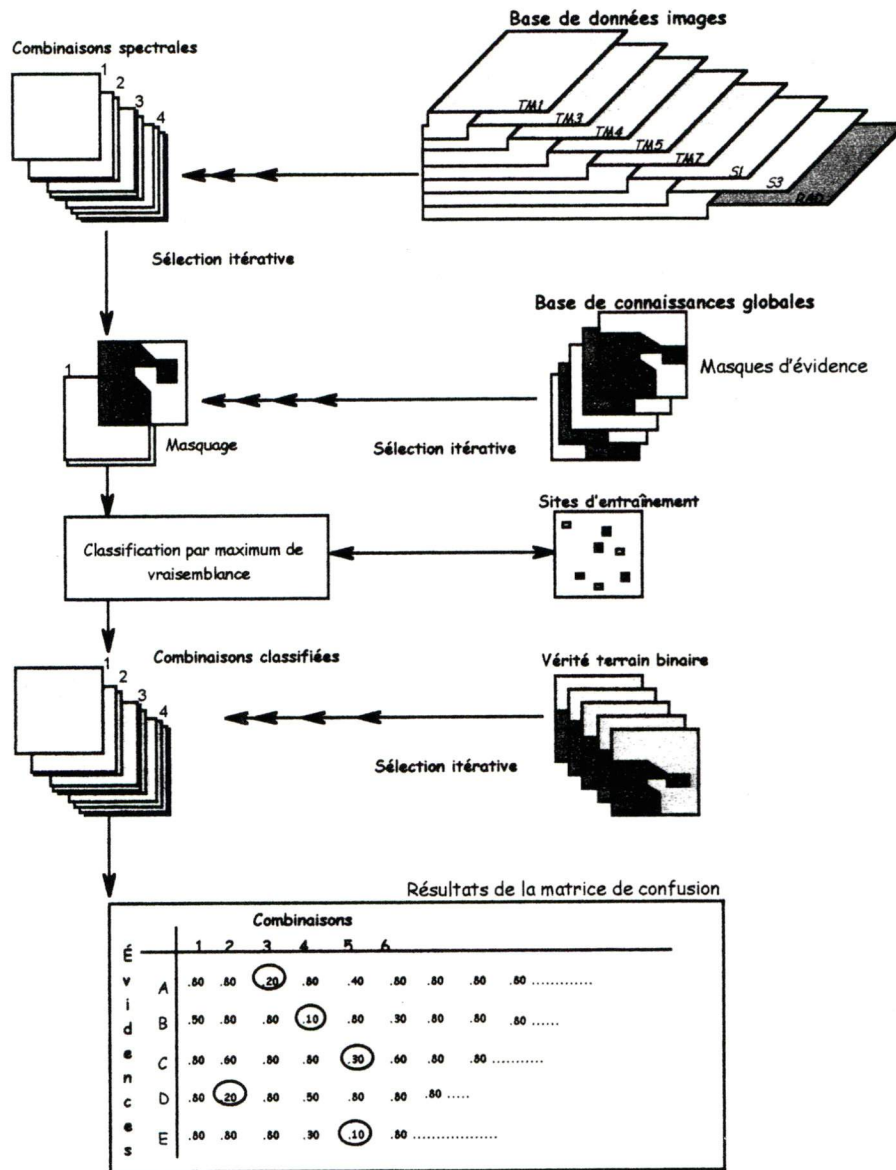 Base de données images
Combinaisons spectrales
1
2
3
4
TM1
TM3
TM4
TM5
TM7
S1
S3
RAD
Sélection itérative
Base de connaissances globales
Masques d'évidence
1
Masquage
Sélection itérative
Sites d'entraînement
Classification par maximum de
vraisemblance
Combinaisons classifiées
1
2
3
4
Vérité terrain binaire
Sélection itérative
Résultats de la matrice de confusion
Combinaisons
1 2 3 4 5 6
Évidences
A .80 .80 .20 .80 .40 .80 .80 .80 .80 .............
B .50 .80 .80 .10 .80 .30 .80 .80 .80 ......
C .80 .60 .80 .80 .30 .60 .80 .80 ...........
D .80 .20 .80 .50 .80 .80 .80 .....
E .80 .80 .80 .30 .10 .80 ..................